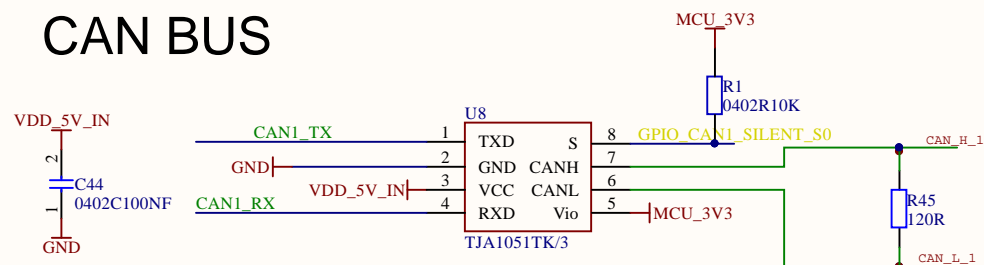 CAN BUS
MCU_3V3
R1
0402R10K
VDD_5V_IN
2
C44
0402C100NF
1
GND
U8
CAN1_TX
1
TXD
S
8
GPIO_CAN1_SILENT_S0
GND
2
GND
CANH
7
CAN_H_1
VDD_5V_IN
3
VCC
CANL
6
CAN1_RX
4
RXD
Vio
5
MCU_3V3
TJA1051TK/3
R45
120R
CAN_L_1